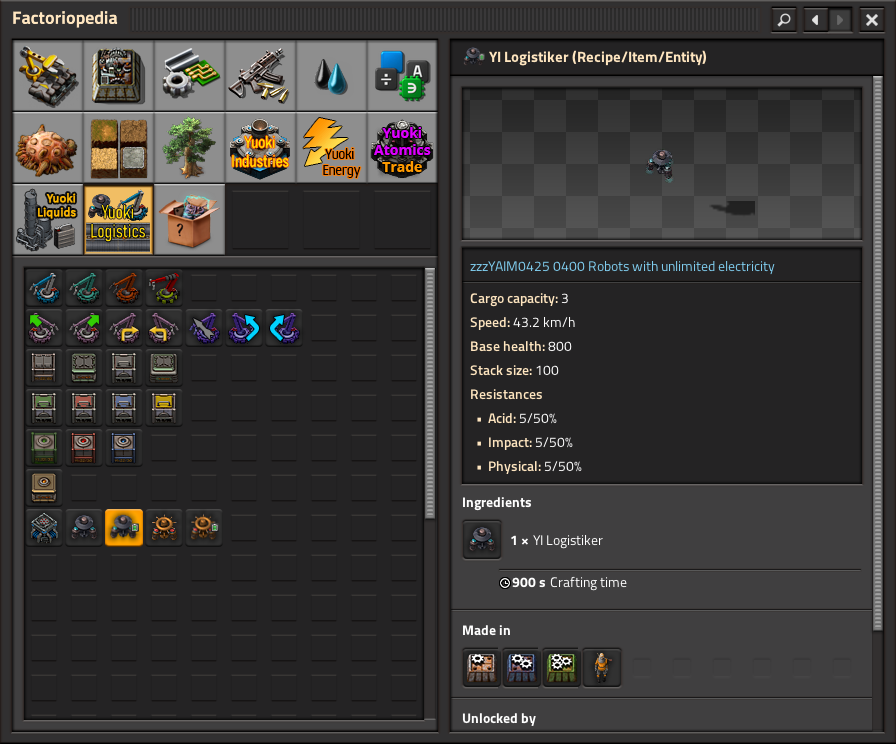 Factoriopedia
YI Logistiker (Recipe/Item/Entity)
A
Yuoki
Industries
Yuoki
Energy
Yuoki
Atomics
Trade
Yuoki
Liquids
Yuoki
Logistics
?
zzzYAIM0425 0400 Robots with unlimited electricity
Cargo capacity: 3
Speed: 43.2 km/h
Base health: 800
Stack size: 100
Resistances
▪ Acid: 5/50%
▪ Impact: 5/50%
▪ Physical: 5/50%
Ingredients
1 × YI Logistiker
900 s Crafting time
Made in
Unlocked by